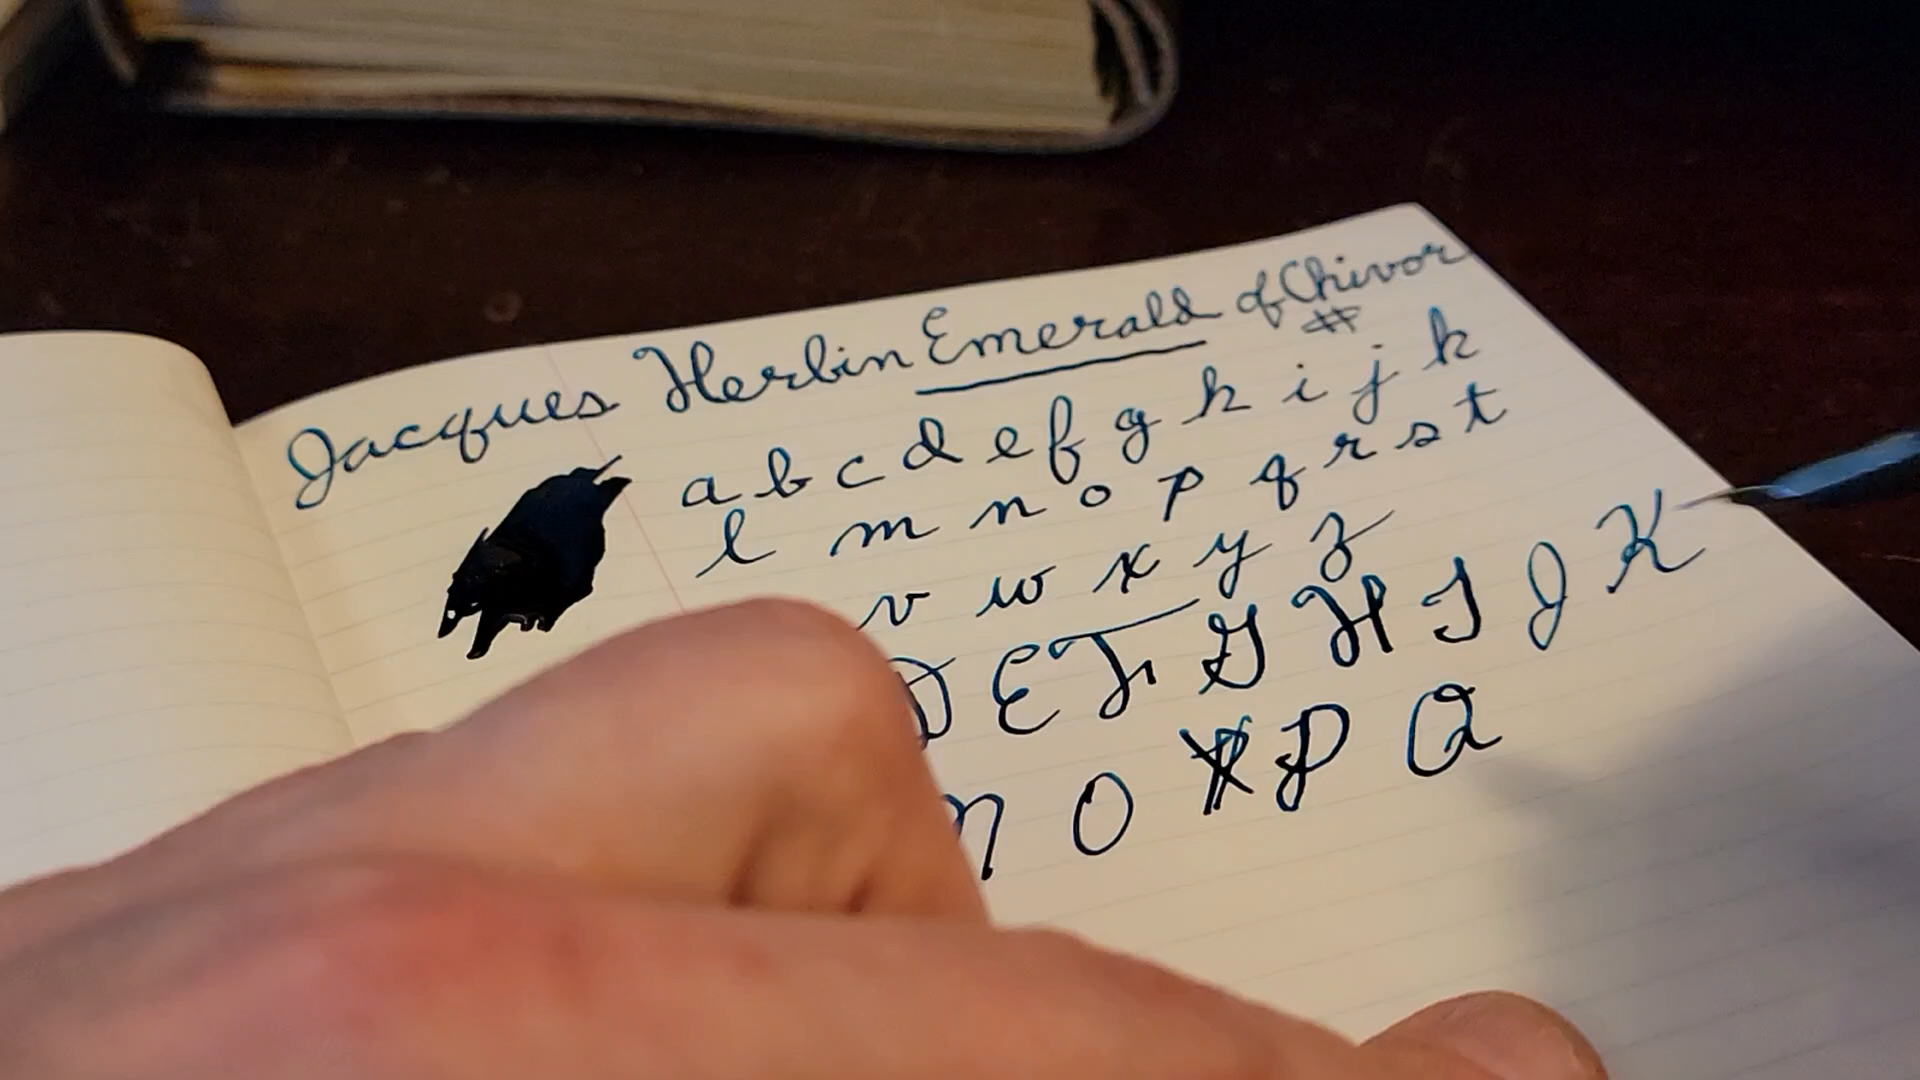 Jacques Herbin Emerald of Chivor
#
a b c d e f g h i j k
l m n o p q r s t
v w x y z
D E F G H I J K
N O P Q